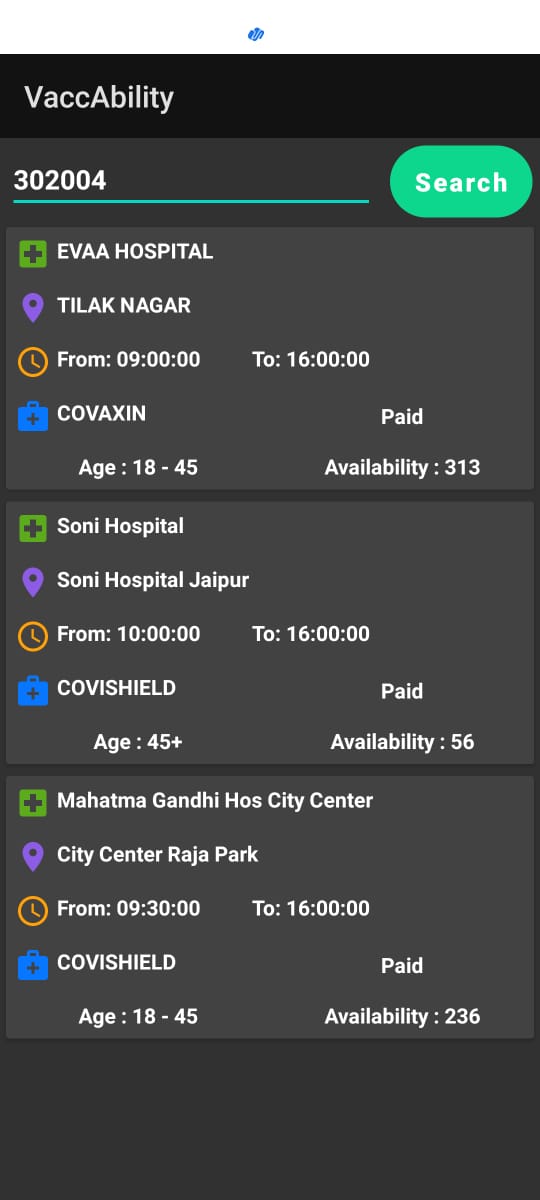 VaccAbility
302004 Search
EVAA HOSPITAL
TILAK NAGAR
From: 09:00:00 To: 16:00:00
COVAXIN Paid
Age : 18 - 45 Availability : 313
Soni Hospital
Soni Hospital Jaipur
From: 10:00:00 To: 16:00:00
COVISHIELD Paid
Age : 45+ Availability : 56
Mahatma Gandhi Hos City Center
City Center Raja Park
From: 09:30:00 To: 16:00:00
COVISHIELD Paid
Age : 18 - 45 Availability : 236